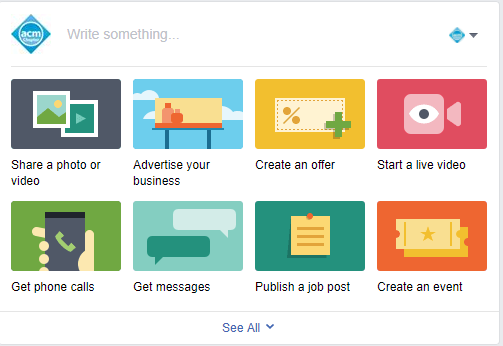 acm
Chapter
Write something...
Share a photo or
video
Advertise your
business
Create an offer
Start a live video
Get phone calls
Get messages
Publish a job post
Create an event
See All